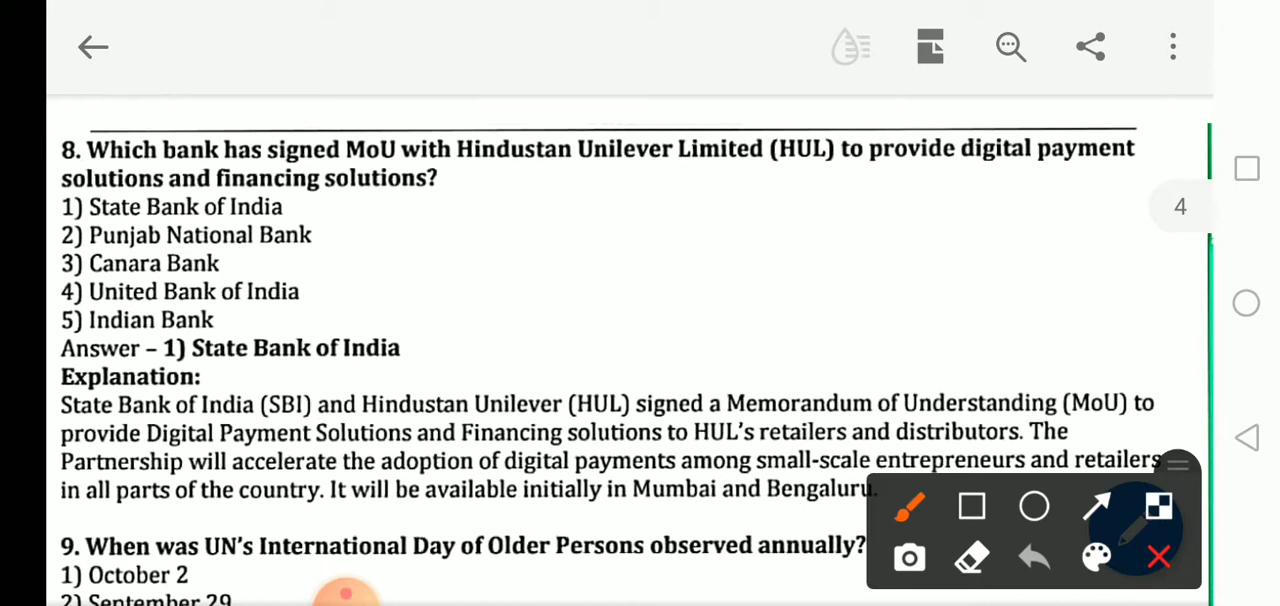 4
8. Which bank has signed MoU with Hindustan Unilever Limited (HUL) to provide digital payment
solutions and financing solutions?
1) State Bank of India
2) Punjab National Bank
3) Canara Bank
4) United Bank of India
5) Indian Bank
Answer – 1) State Bank of India
Explanation:
State Bank of India (SBI) and Hindustan Unilever (HUL) signed a Memorandum of Understanding (MoU) to
provide Digital Payment Solutions and Financing solutions to HUL's retailers and distributors. The
Partnership will accelerate the adoption of digital payments among small-scale entrepreneurs and retailers
in all parts of the country. It will be available initially in Mumbai and Bengaluru.
9. When was UN's International Day of Older Persons observed annually?
1) October 2
2) September 29